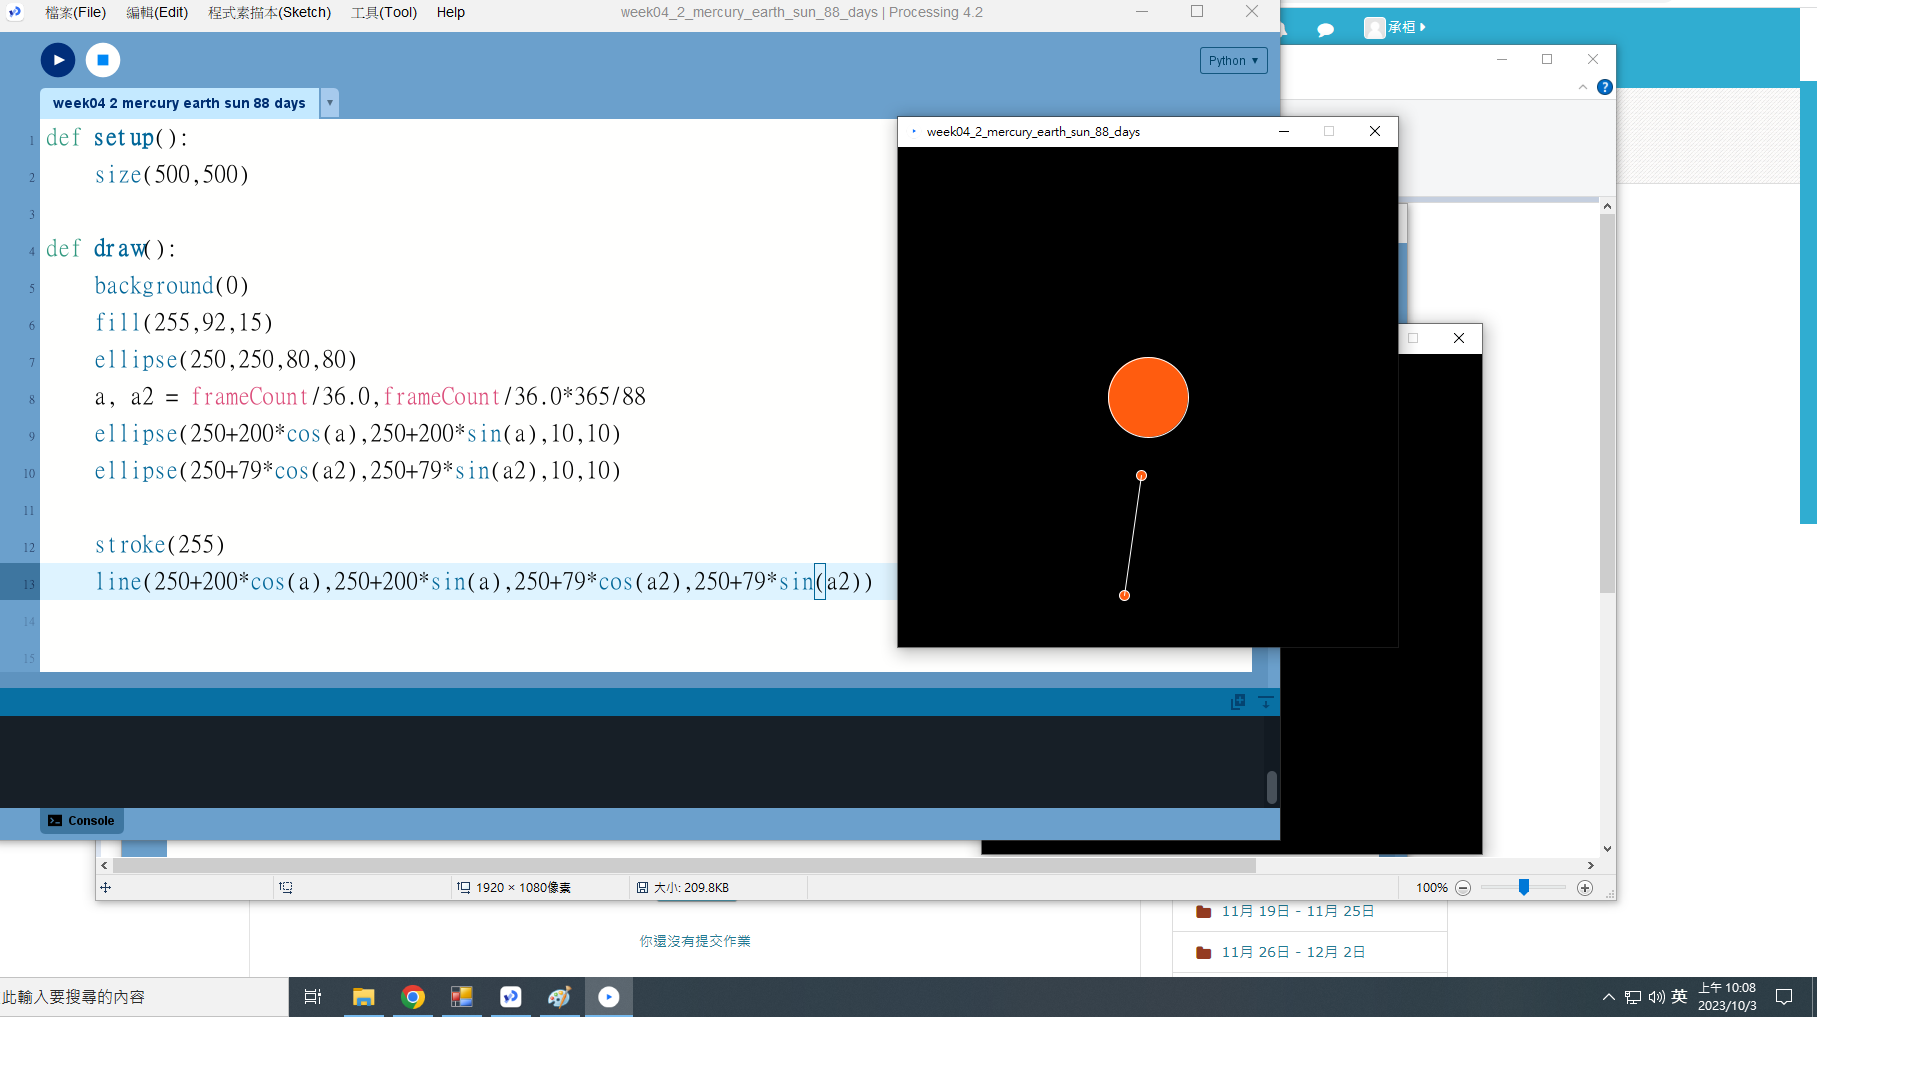 檔案(File) 編輯(Edit) 程式素描本(Sketch) 工具(Tool) Help
week04_2_mercury_earth_sun_88_days | Processing 4.2
承桓
Python ▾
week04 2 mercury earth sun 88 days
1 def setup():
2 size(500,500)
3
4 def draw():
5 background(0)
6 fill(255,92,15)
7 ellipse(250,250,80,80)
8 a, a2 = frameCount/36.0,frameCount/36.0*365/88
9 ellipse(250+200*cos(a),250+200*sin(a),10,10)
10 ellipse(250+79*cos(a2),250+79*sin(a2),10,10)
11
12 stroke(255)
13 line(250+200*cos(a),250+200*sin(a),250+79*cos(a2),250+79*sin(a2))
14
15
week04_2_mercury_earth_sun_88_days
Console
1920 × 1080像素
大小: 209.8KB
100%
你還沒有提交作業
11月 19日 - 11月 25日
11月 26日 - 12月 2日
此輸入要搜尋的內容
英
上午 10:08
2023/10/3